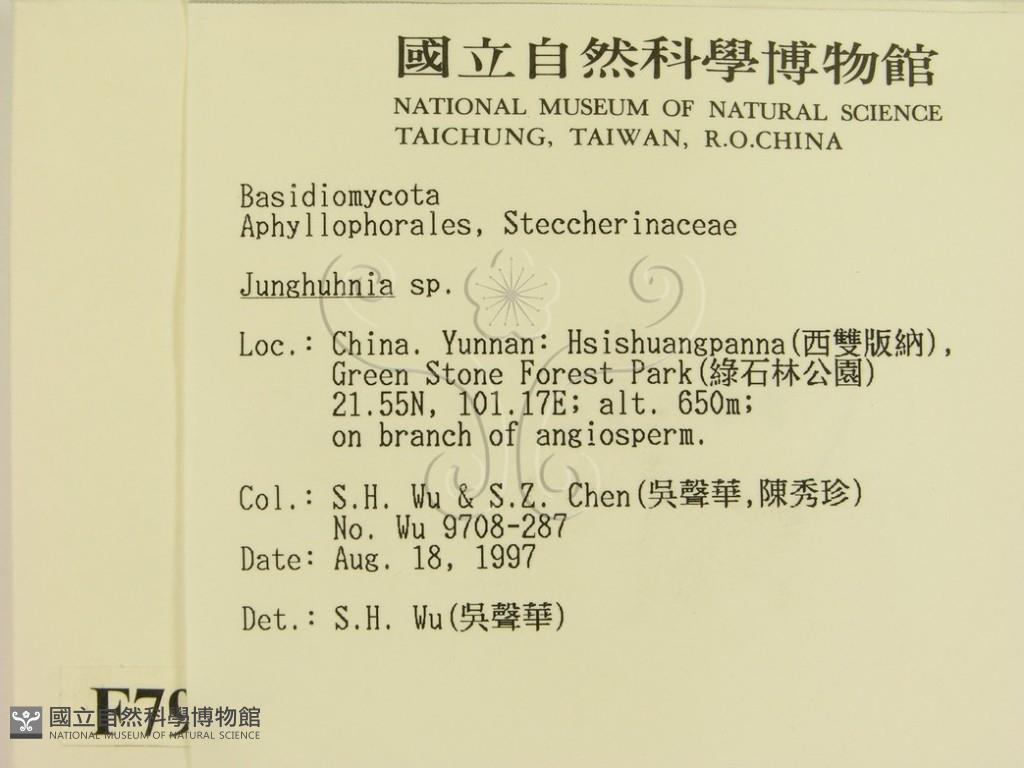 國立自然科學博物館
NATIONAL MUSEUM OF NATURAL SCIENCE
TAICHUNG, TAIWAN, R.O.CHINA
Basidiomycota
Aphyllophorales, Steccherinaceae
Junghuhnia sp.
Loc.: China. Yunnan: Hsishuangpanna(西雙版納),
Green Stone Forest Park(綠石林公園)
21.55N, 101.17E; alt. 650m;
on branch of angiosperm.
Col.: S.H. Wu & S.Z. Chen(吳聲華,陳秀珍)
No. Wu 9708-287
Date: Aug. 18, 1997
Det.: S.H. Wu(吳聲華)
國立自然科學博物館
NATIONAL MUSEUM OF NATURAL SCIENCE